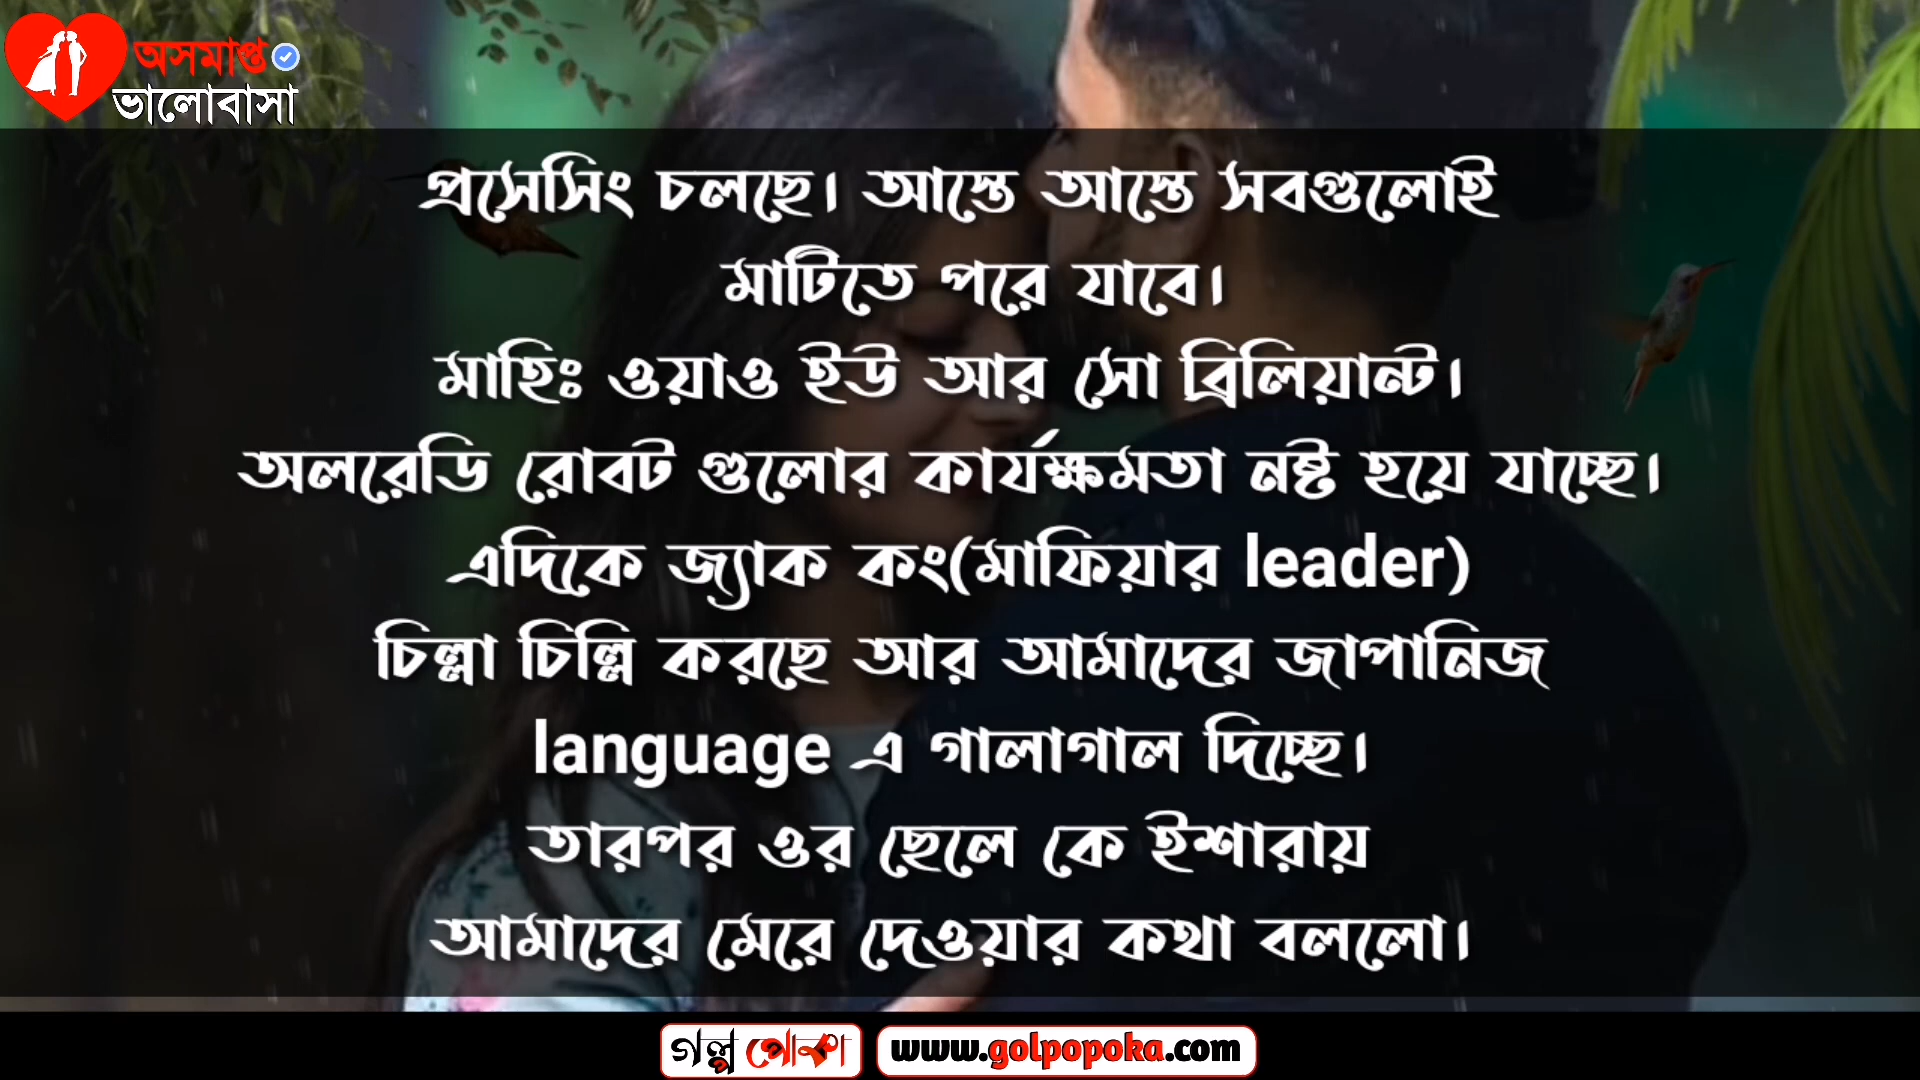 অসমাপ্ত
ভালোবাসা
প্রসেসিং চলছে। আস্তে আস্তে সবগুলোই
মাটিতে পরে যাবে।
মাহিঃ ওয়াও ইউ আর সো ব্রিলিয়ান্ট।
অলরেডি রোবট গুলোর কার্যক্ষমতা নষ্ট হয়ে যাচ্ছে।
এদিকে জ্যাক কং(মাফিয়ার leader)
চিল্লা চিল্লি করছে আর আমাদের জাপানিজ
language এ গালাগাল দিচ্ছে।
তারপর ওর ছেলে কে ইশারায়
আমাদের মেরে দেওয়ার কথা বললো।
গল্প পোকা www.golpopoka.com